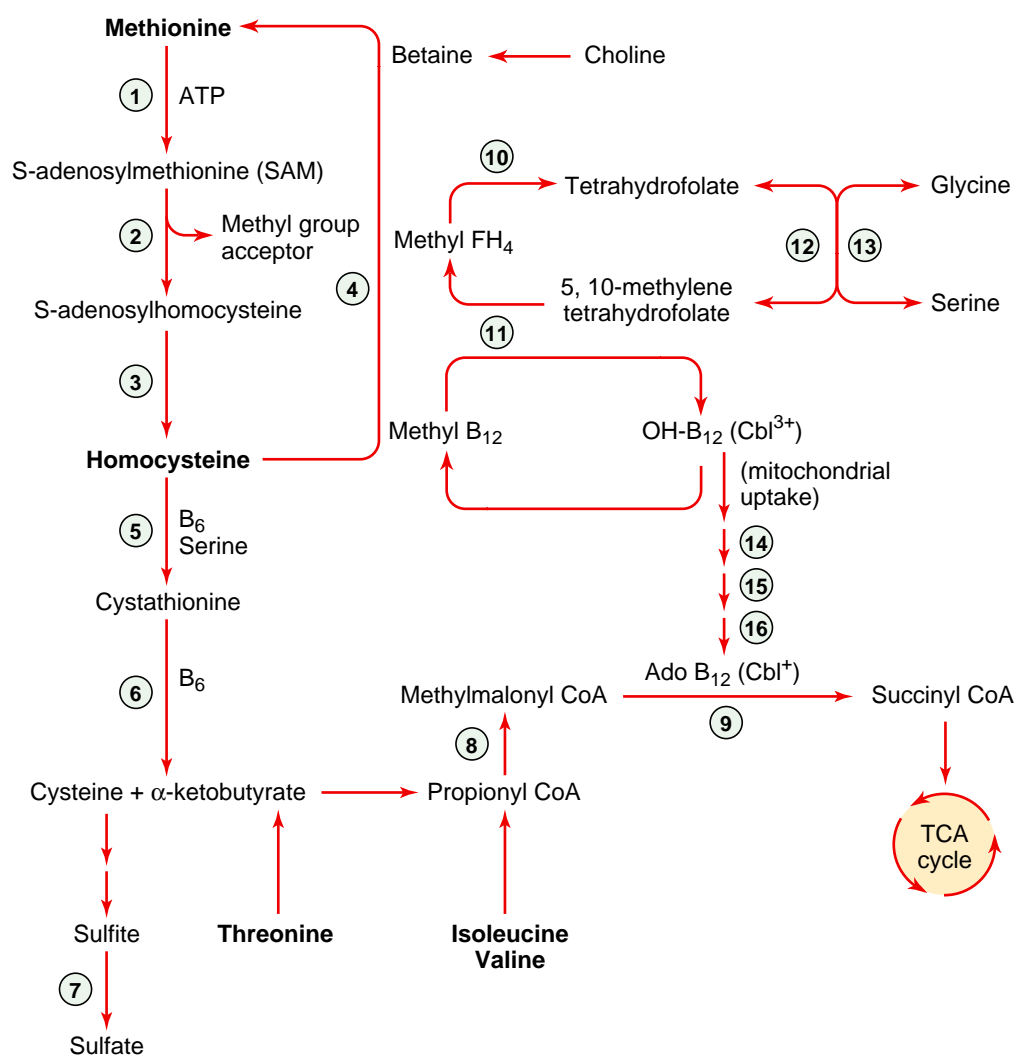 Methionine
Betaine
Choline
1
ATP
S-adenosylmethionine (SAM)
10
Tetrahydrofolate
Glycine
2
Methyl group
acceptor
Methyl FH4
12
13
4
S-adenosylhomocysteine
5, 10-methylene
tetrahydrofolate
Serine
11
3
Methyl B12
OH-B12 (Cbl3+)
Homocysteine
(mitochondrial
uptake)
5
B6
Serine
14
15
Cystathionine
16
6
B6
Ado B12 (Cbl+)
Methylmalonyl CoA
Succinyl CoA
9
8
Cysteine + α-ketobutyrate
Propionyl CoA
TCA
cycle
Sulfite
Threonine
Isoleucine
Valine
7
Sulfate